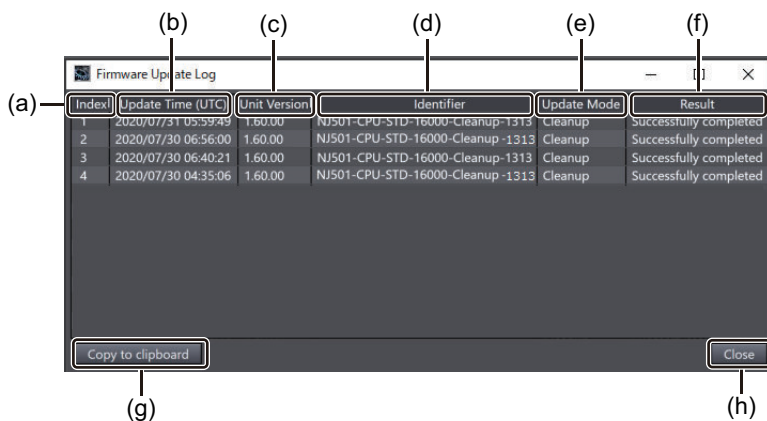 (b) (c) (d) (e) (f)
Firmware Update Log
(a) Index Update Time (UTC) Unit Version Identifier Update Mode Result
1 2020/07/31 05:59:49 1.60.00 NJ501-CPU-STD-16000-Cleanup-1313 Cleanup Successfully completed
2 2020/07/30 06:56:00 1.60.00 NJ501-CPU-STD-16000-Cleanup -1313 Cleanup Successfully completed
3 2020/07/30 06:40:21 1.60.00 NJ501-CPU-STD-16000-Cleanup-1313 Cleanup Successfully completed
4 2020/07/30 04:35:06 1.60.00 NJ501-CPU-STD-16000-Cleanup -1313 Cleanup Successfully completed
Copy to clipboard Close
(g) (h)